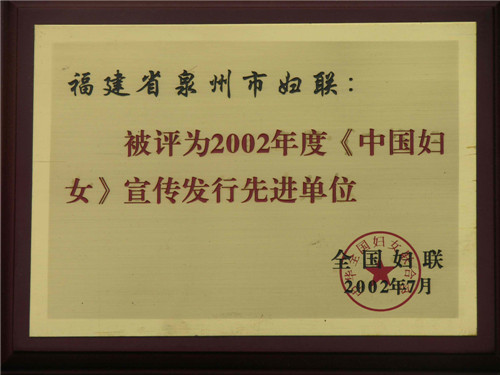 福建省泉州市妇联：
被评为2002年度《中国妇
女》宣传发行先进单位
全国妇联
2002年7月